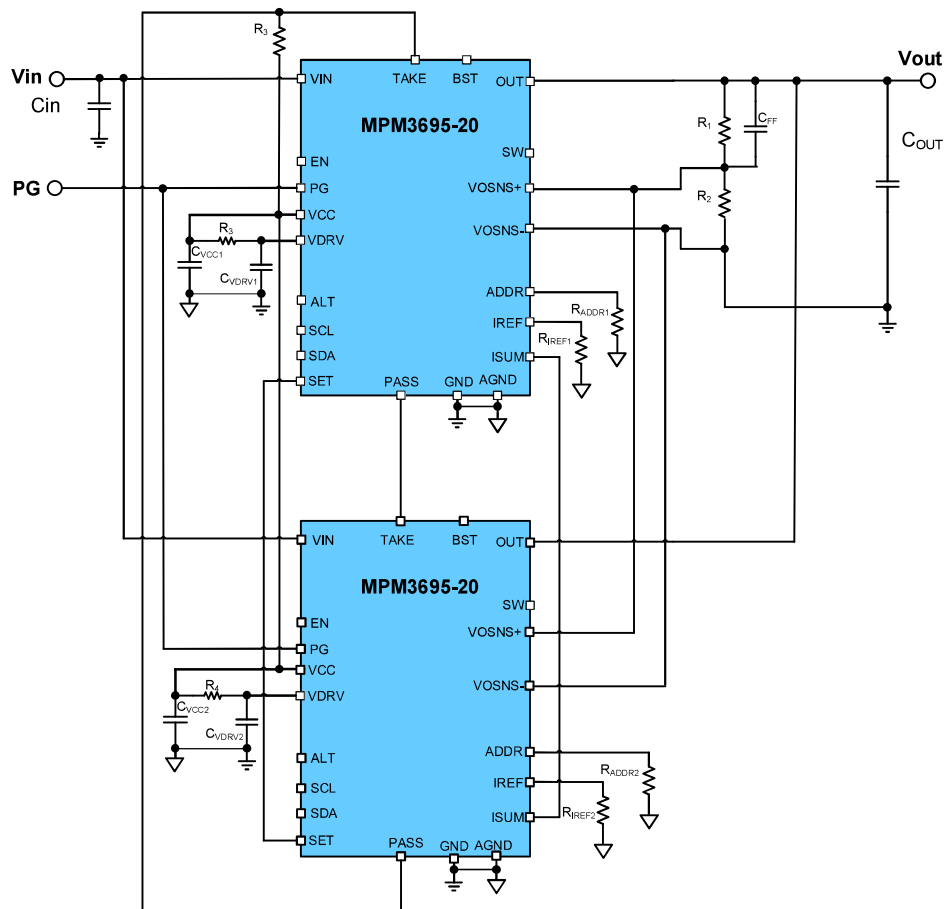 R3
Vin
Cin
VIN
TAKE
BST
OUT
Vout
MPM3695-20
R1
CFF
COUT
SW
EN
PG
PG
VOSNS+
R2
VCC
R3
VDRV
VOSNS-
CVCC1
CVDRV1
ADDR
RADDR1
ALT
IREF
RIREF1
SCL
SDA
ISUM
SET
PASS
GND
AGND
VIN
TAKE
BST
OUT
MPM3695-20
SW
EN
VOSNS+
PG
VCC
R4
VDRV
VOSNS-
CVCC2
CVDRV2
ADDR
RADDR2
ALT
IREF
RIREF2
SCL
SDA
ISUM
SET
PASS
GND
AGND